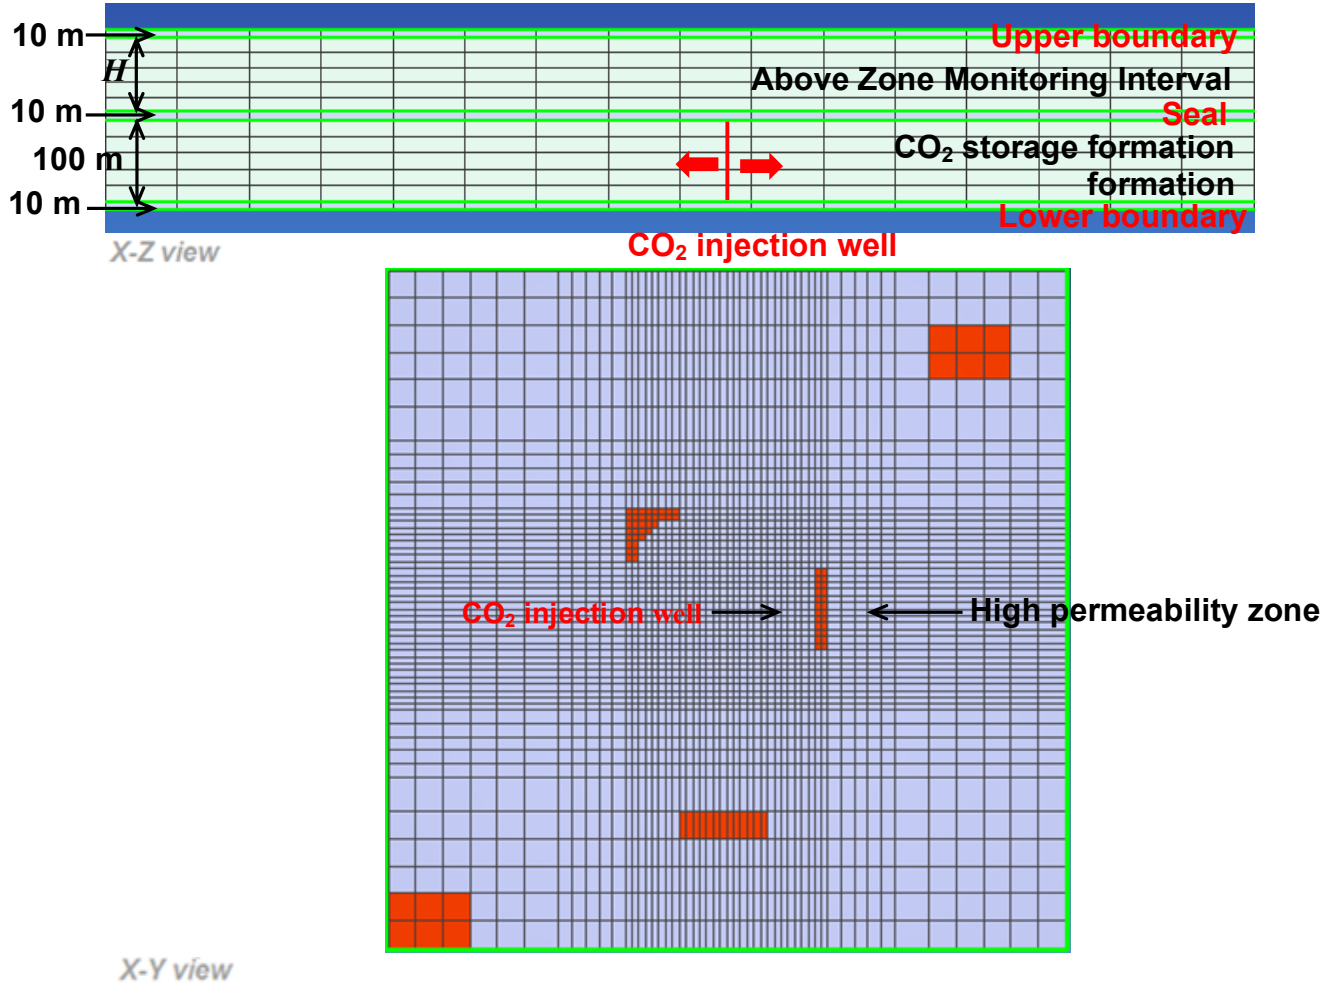 10 m
Upper boundary
H
Above Zone Monitoring Interval
10 m
Seal
CO₂ storage formation
100 m
formation
10 m
Lower boundary
X-Z view
CO₂ injection well
CO₂ injection well
High permeability zone
X-Y view